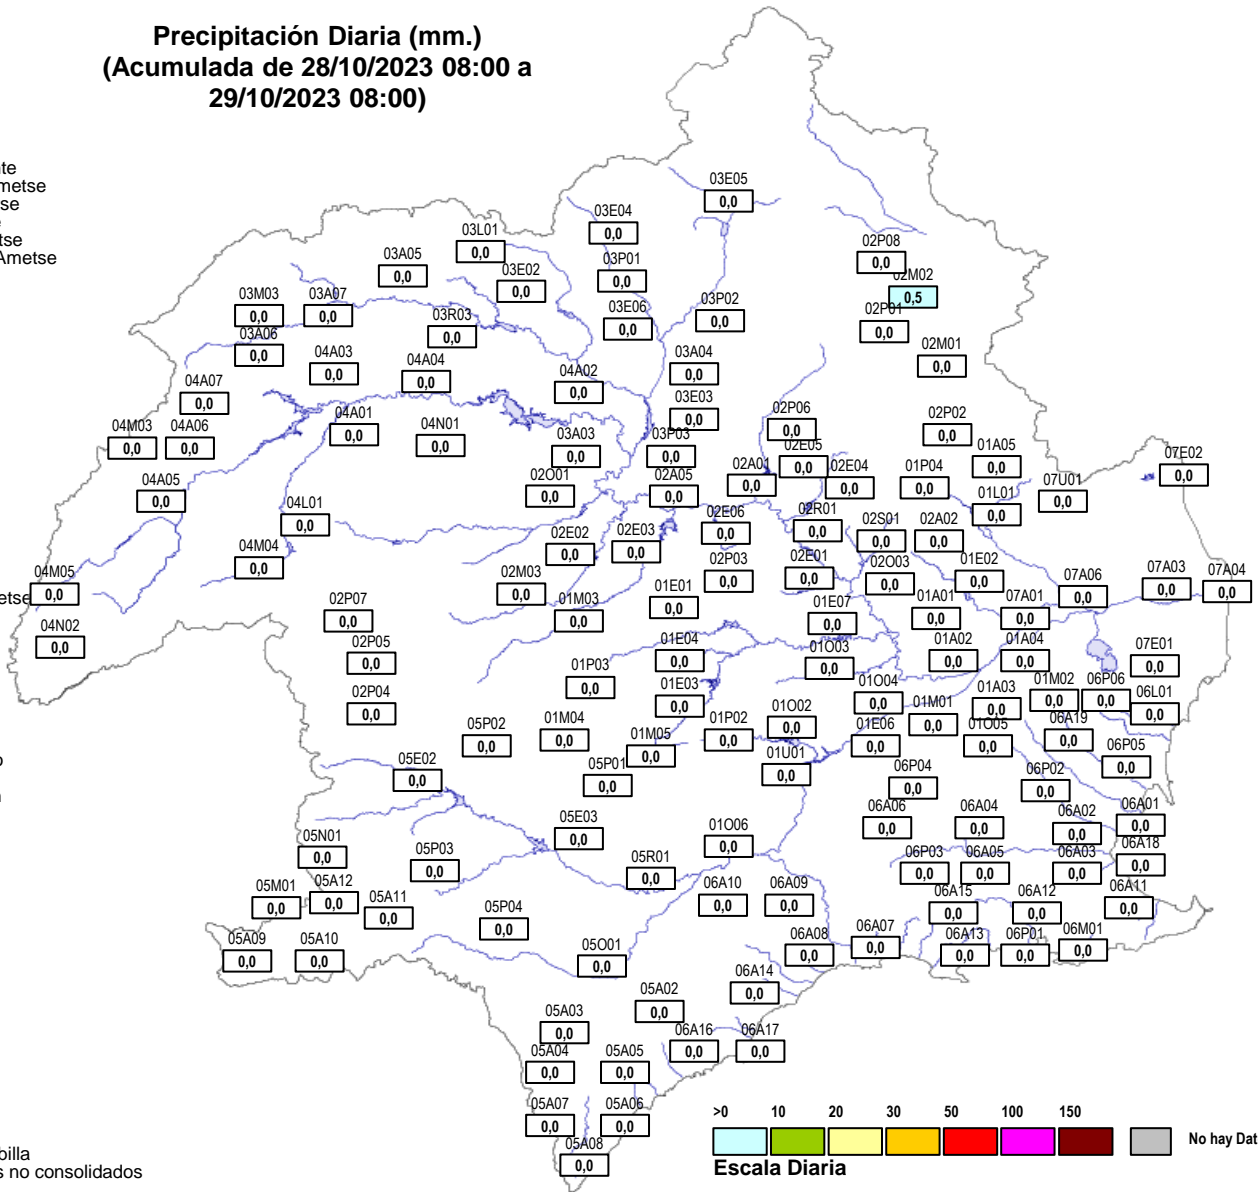 Precipitación Diaria (mm.)
(Acumulada de 28/10/2023 08:00 a
29/10/2023 08:00)
03E05
0,0
03E04
0,0
03L01
0,0
03A05
0,0
03P01
0,0
03E02
0,0
02P08
0,0
02M02
0,5
03M03
0,0
03A07
0,0
03P02
0,0
03E06
0,0
02P01
0,0
03R03
0,0
03A06
0,0
04A03
0,0
04A04
0,0
03A04
0,0
02M01
0,0
04A02
0,0
04A07
0,0
03E03
0,0
04A01
0,0
02P06
0,0
02P02
0,0
04M03
0,0
04A06
0,0
04N01
0,0
03A03
0,0
03P03
0,0
02E05
0,0
01A05
0,0
07E02
0,0
02O01
0,0
02A05
0,0
02A01
0,0
02E04
0,0
01P04
0,0
07U01
0,0
04A05
0,0
01L01
0,0
04L01
0,0
02E06
0,0
02R01
0,0
02S01
0,0
02A02
0,0
02E02
0,0
02E03
0,0
04M04
0,0
02P03
0,0
02E01
0,0
02O03
0,0
01E02
0,0
04M05
0,0
02M03
0,0
07A06
0,0
07A03
0,0
07A04
0,0
etse
02P07
0,0
01M03
0,0
01E01
0,0
01E07
0,0
01A01
0,0
07A01
0,0
04N02
0,0
02P05
0,0
01E04
0,0
01O03
0,0
01A02
0,0
01A04
0,0
07E01
0,0
01P03
0,0
02P04
0,0
01E03
0,0
01O04
0,0
01A03
0,0
01M02
0,0
06P06
0,0
06L01
0,0
05P02
0,0
01M04
0,0
01P02
0,0
01O02
0,0
01M01
0,0
01M05
0,0
01E06
0,0
01O05
0,0
06A19
0,0
05E02
0,0
05P01
0,0
01U01
0,0
06P04
0,0
06P02
0,0
06P05
0,0
05E03
0,0
01O06
0,0
06A06
0,0
06A04
0,0
06A02
0,0
06A01
0,0
05N01
0,0
05P03
0,0
05R01
0,0
06P03
0,0
06A05
0,0
06A03
0,0
06A18
0,0
05M01
0,0
05A12
0,0
05A11
0,0
06A10
0,0
06A09
0,0
06A15
0,0
06A12
0,0
06A11
0,0
05P04
0,0
05A09
0,0
05A10
0,0
05O01
0,0
06A08
0,0
06A07
0,0
06A13
0,0
06P01
0,0
06M01
0,0
05A02
0,0
06A14
0,0
05A03
0,0
06A16
0,0
06A17
0,0
05A04
0,0
05A05
0,0
05A07
0,0
05A06
0,0
05A08
0,0
>0 10 20 30 50 100 150
No hay Dat
Escala Diaria
billa
s no consolidados